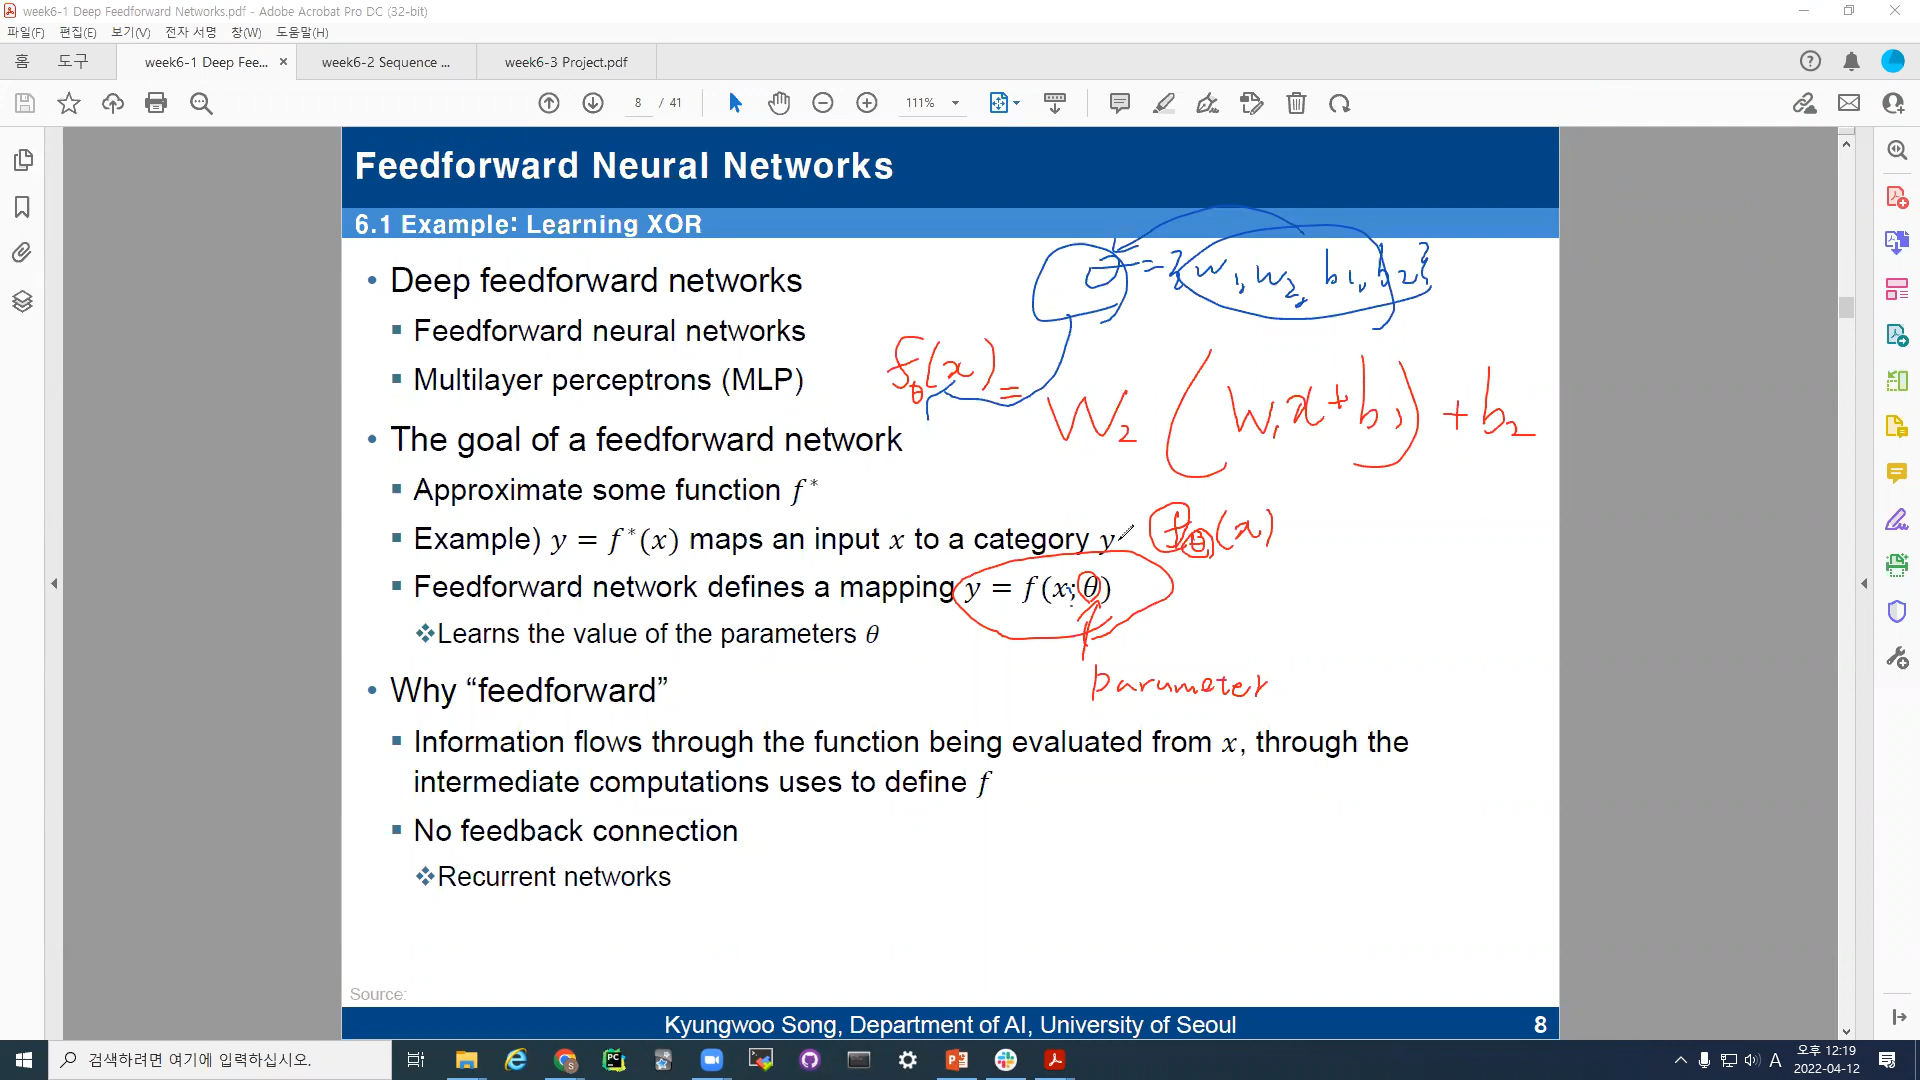 week6-1 Deep Feedforward Networks.pdf - Adobe Acrobat Pro DC (32-bit)
파일(F) 편집(E) 보기(V) 전자 서명 창(W) 도움말(H)
홈 도구 week6-1 Deep Fee... × week6-2 Sequence ... week6-3 Project.pdf
8 / 41 111%
Feedforward Neural Networks
6.1 Example: Learning XOR
θ = {W1, W2, b1, b2}
• Deep feedforward networks
▪ Feedforward neural networks
▪ Multilayer perceptrons (MLP)
fθ(x) = W2 (W1x+b1) + b2
• The goal of a feedforward network
▪ Approximate some function f*
▪ Example) y = f*(x) maps an input x to a category y
fθ(x)
▪ Feedforward network defines a mapping y = f(x; θ)
❖Learns the value of the parameters θ
parameter
• Why “feedforward”
▪ Information flows through the function being evaluated from x, through the
intermediate computations uses to define f
▪ No feedback connection
❖Recurrent networks
Source:
Kyungwoo Song, Department of AI, University of Seoul 8
검색하려면 여기에 입력하십시오.
A 오후 12:19
2022-04-12